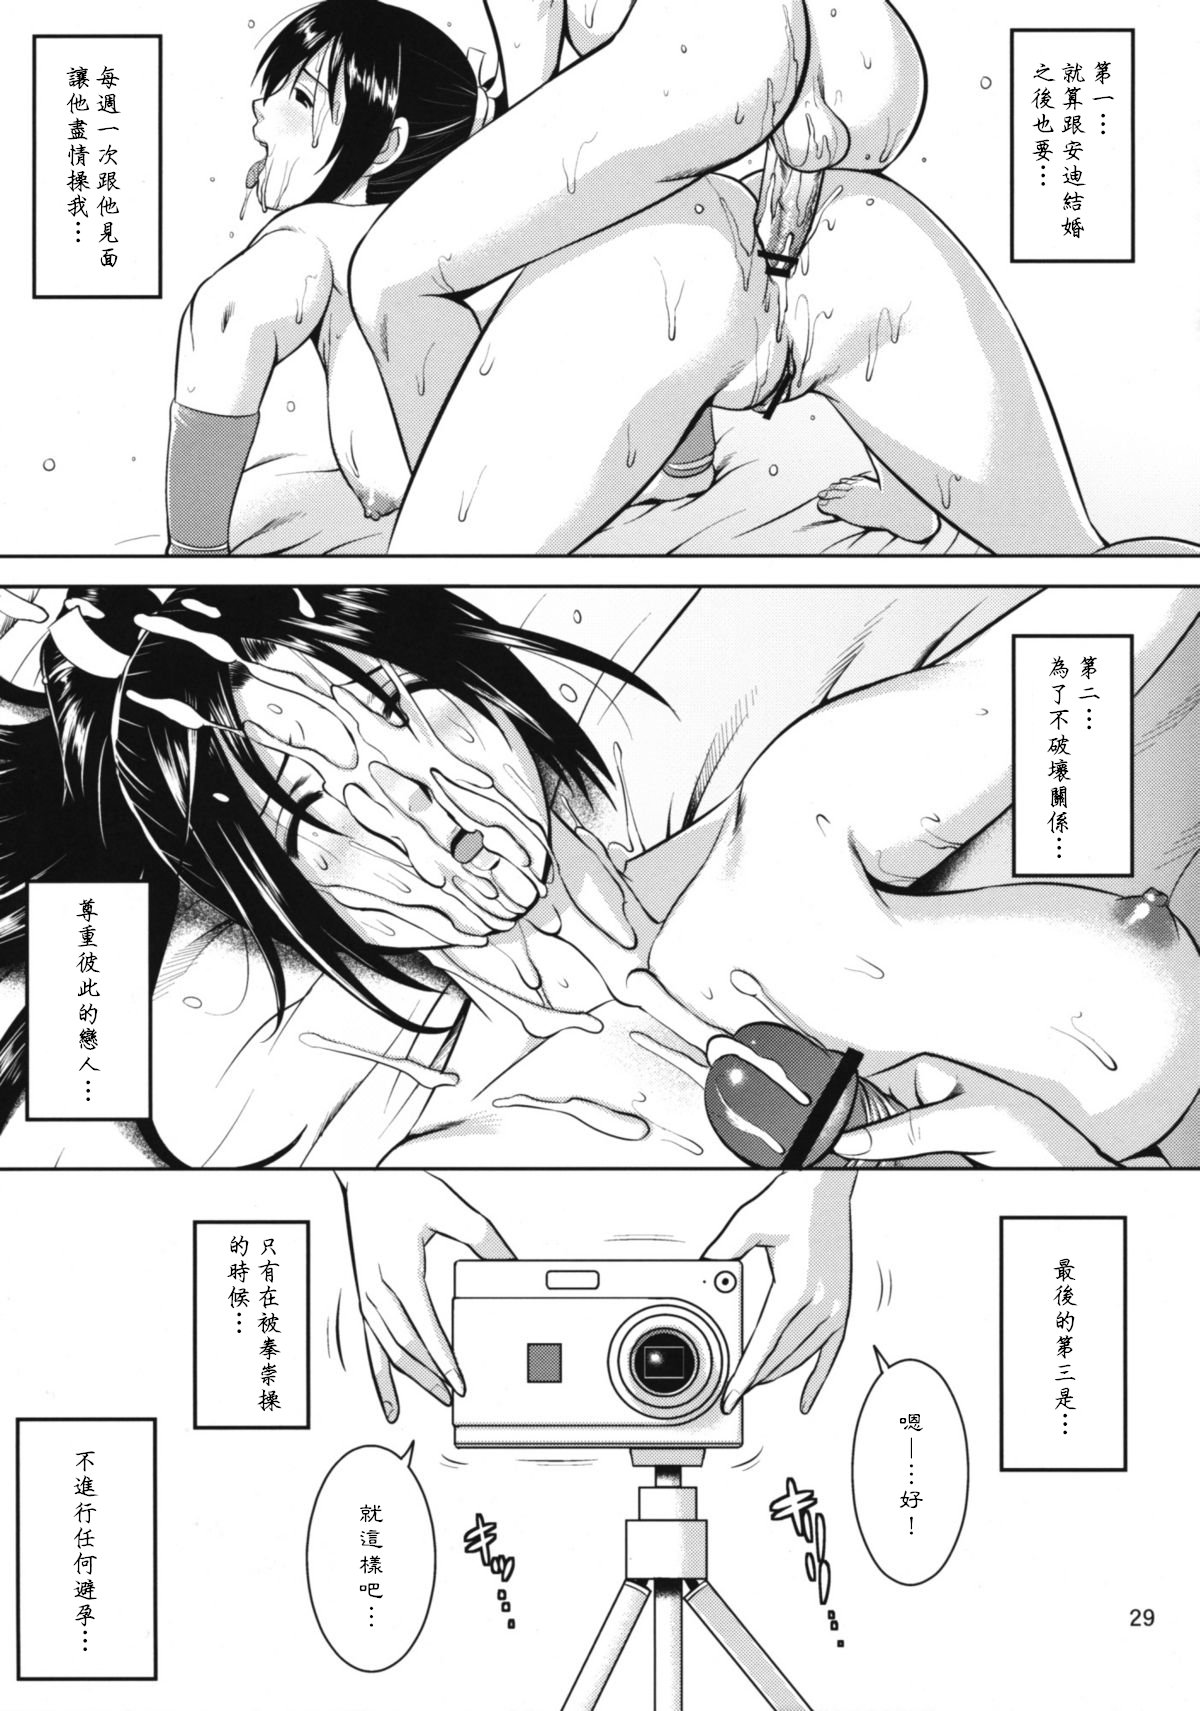 第一…
就算跟安迪結婚
之後也要…
每週一次跟他見面
讓他盡情操我…
第二…
為了不破壞關係…
尊重彼此的戀人…
最後的第三是…
嗯—…好！
只有在被拳崇操
的時候…
就這樣吧…
不進行任何避孕…
ギ…
ギッ…
29